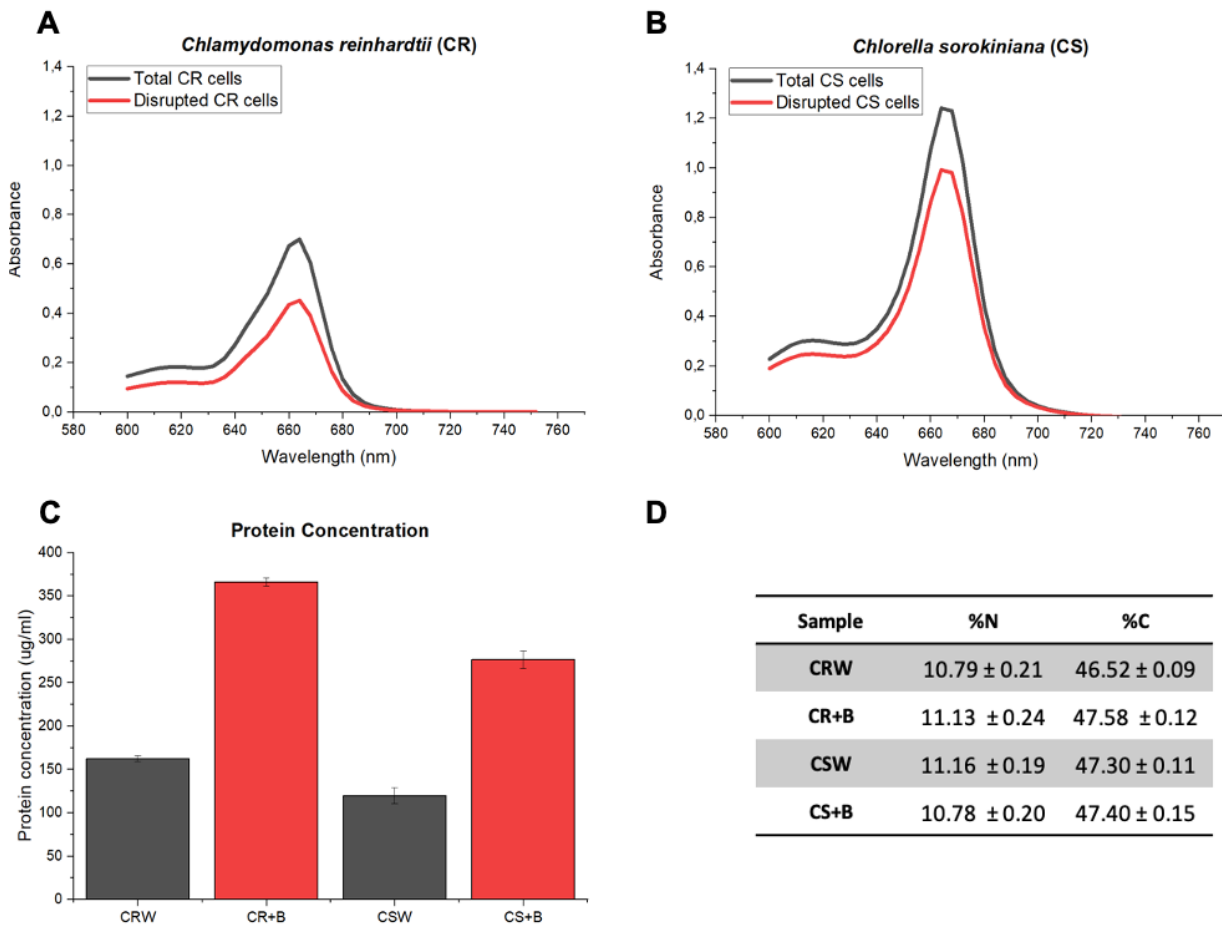 A
Chlamydomonas reinhardtii (CR)
1,4
1,2
1,0
0,8
0,6
0,4
0,2
0,0
Absorbance
Total CR cells
Disrupted CR cells
580 600 620 640 660 680 700 720 740 760
Wavelength (nm)
B
Chlorella sorokiniana (CS)
1,4
1,2
1,0
0,8
0,6
0,4
0,2
0,0
Absorbance
Total CS cells
Disrupted CS cells
580 600 620 640 660 680 700 720 740 760
Wavelength (nm)
C
Protein Concentration
400
350
300
250
200
150
100
50
0
Protein concentration (ug/ml)
CRW CR+B CSW CS+B
D
Sample %N %C
CRW 10.79 ± 0.21 46.52 ± 0.09
CR+B 11.13 ± 0.24 47.58 ± 0.12
CSW 11.16 ± 0.19 47.30 ± 0.11
CS+B 10.78 ± 0.20 47.40 ± 0.15